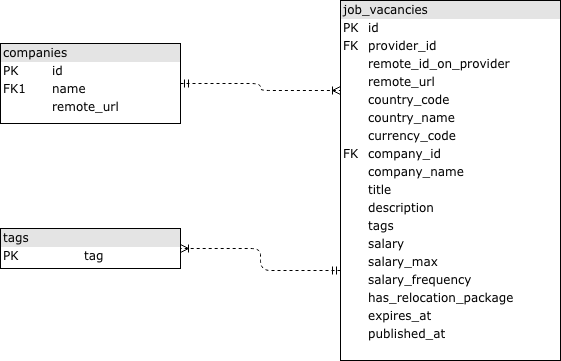 companies
PK id
FK1 name
remote_url
tags
PK tag
job_vacancies
PK id
FK provider_id
remote_id_on_provider
remote_url
country_code
country_name
currency_code
FK company_id
company_name
title
description
tags
salary
salary_max
salary_frequency
has_relocation_package
expires_at
published_at